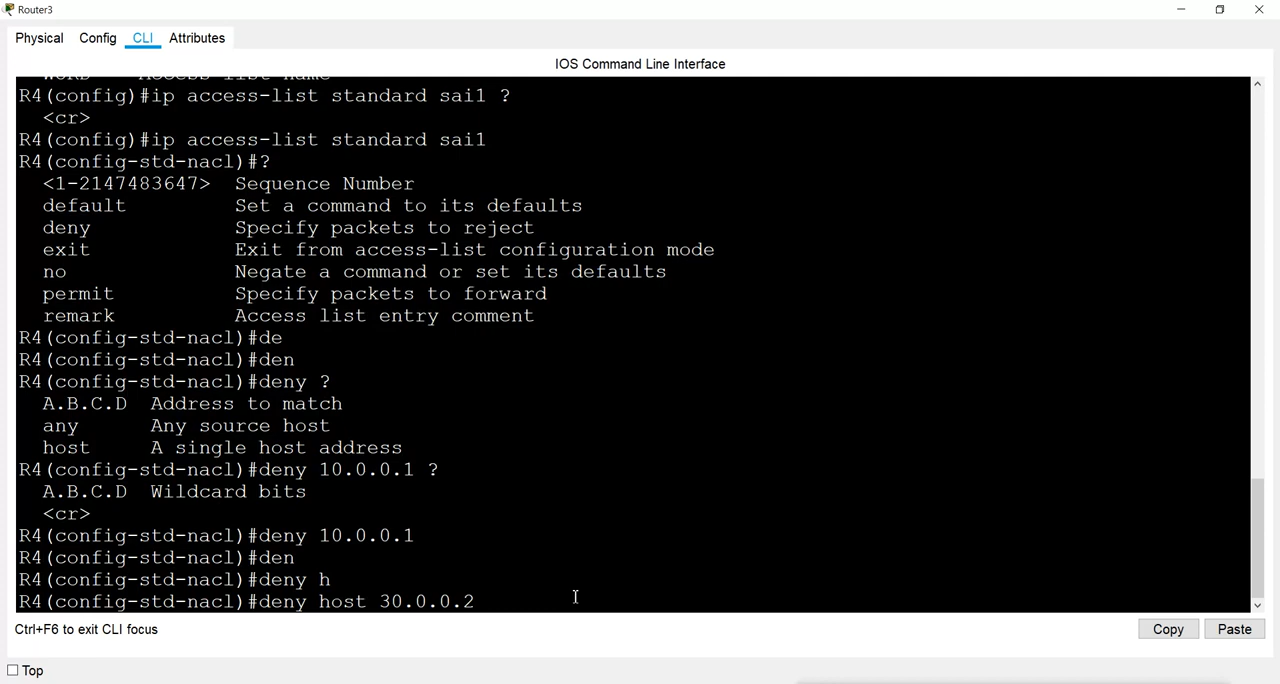 Router3
Physical Config CLI Attributes
IOS Command Line Interface
WORD Access list name
R4(config)#ip access-list standard sai1 ?
<cr>
R4(config)#ip access-list standard sai1
R4(config-std-nacl)#?
<1-2147483647> Sequence Number
default Set a command to its defaults
deny Specify packets to reject
exit Exit from access-list configuration mode
no Negate a command or set its defaults
permit Specify packets to forward
remark Access list entry comment
R4(config-std-nacl)#de
R4(config-std-nacl)#den
R4(config-std-nacl)#deny ?
A.B.C.D Address to match
any Any source host
host A single host address
R4(config-std-nacl)#deny 10.0.0.1 ?
A.B.C.D Wildcard bits
<cr>
R4(config-std-nacl)#deny 10.0.0.1
R4(config-std-nacl)#den
R4(config-std-nacl)#deny h
R4(config-std-nacl)#deny host 30.0.0.2
Ctrl+F6 to exit CLI focus
Copy Paste
Top